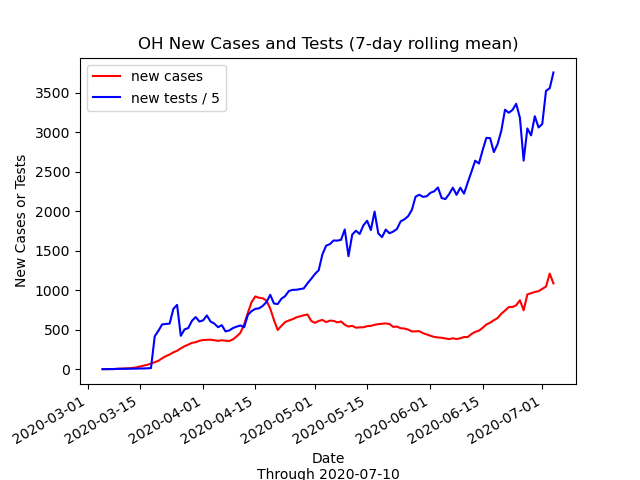 OH New Cases and Tests (7-day rolling mean)
new cases
new tests / 5
New Cases or Tests
3500
3000
2500
2000
1500
1000
500
0
2020-03-01
2020-03-15
2020-04-01
2020-04-15
2020-05-01
2020-05-15
2020-06-01
2020-06-15
2020-07-01
Date
Through 2020-07-10